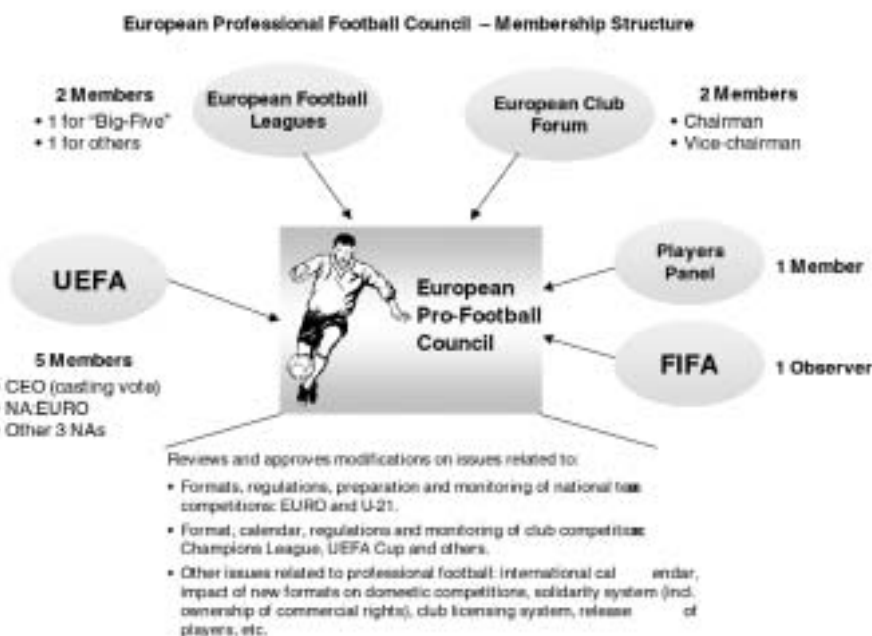 European Professional Football Council – Membership Structure
2 Members
• 1 for "Big-Five"
• 1 for others
European Football
Leagues
European Club
Forum
2 Members
• Chairman
• Vice-chairman
UEFA
5 Members
CEO (casting vote)
NA:EURO
Other 3 NAs
European
Pro-Football
Council
Players
Panel
1 Member
FIFA
1 Observer
Reviews and approves modifications on issues related to:
• Formats, regulations, preparation and monitoring of national
competitions: EURO and U-21.
• Format, calendar, regulations and monitoring of club
Champions League, UEFA Cup and others.
• Other issues related to professional football: international cal endar,
impact of new formats on domestic competitions, solidarity system (incl.
ownership of commercial rights), club licensing system, release of
players, etc.